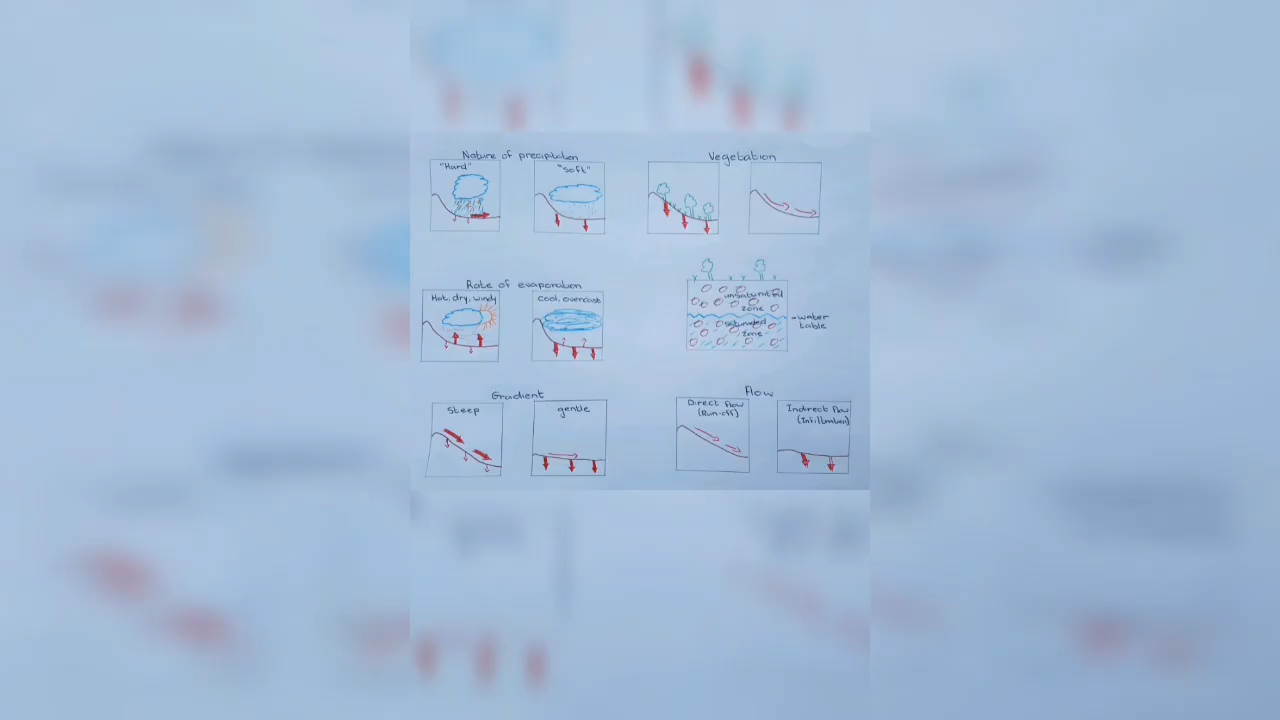 Nature of precipitation
"Hard"
"Soft"
Vegetation
Rate of evaporation
Hot, dry, windy
Cool, overcast
unsaturated
zone
saturated
zone
water
table
Gradient
Steep
gentle
Flow
Direct flow
(Run-off)
Indirect flow
(Infiltration)